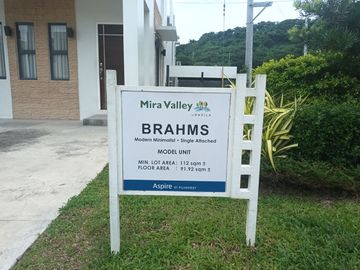 Mira Valley
BRAHMS
Modern Minimalist • Single Attached
MODEL UNIT
MIN. LOT AREA : 112 sqm ±
FLOOR AREA : 91.92 sqm ±
Aspire BY FILINVEST